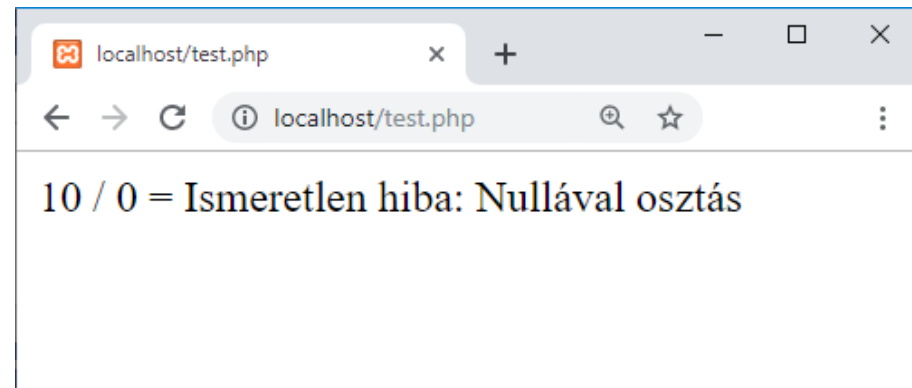 localhost/test.php
localhost/test.php
10 / 0 = Ismeretlen hiba: Nullával osztás